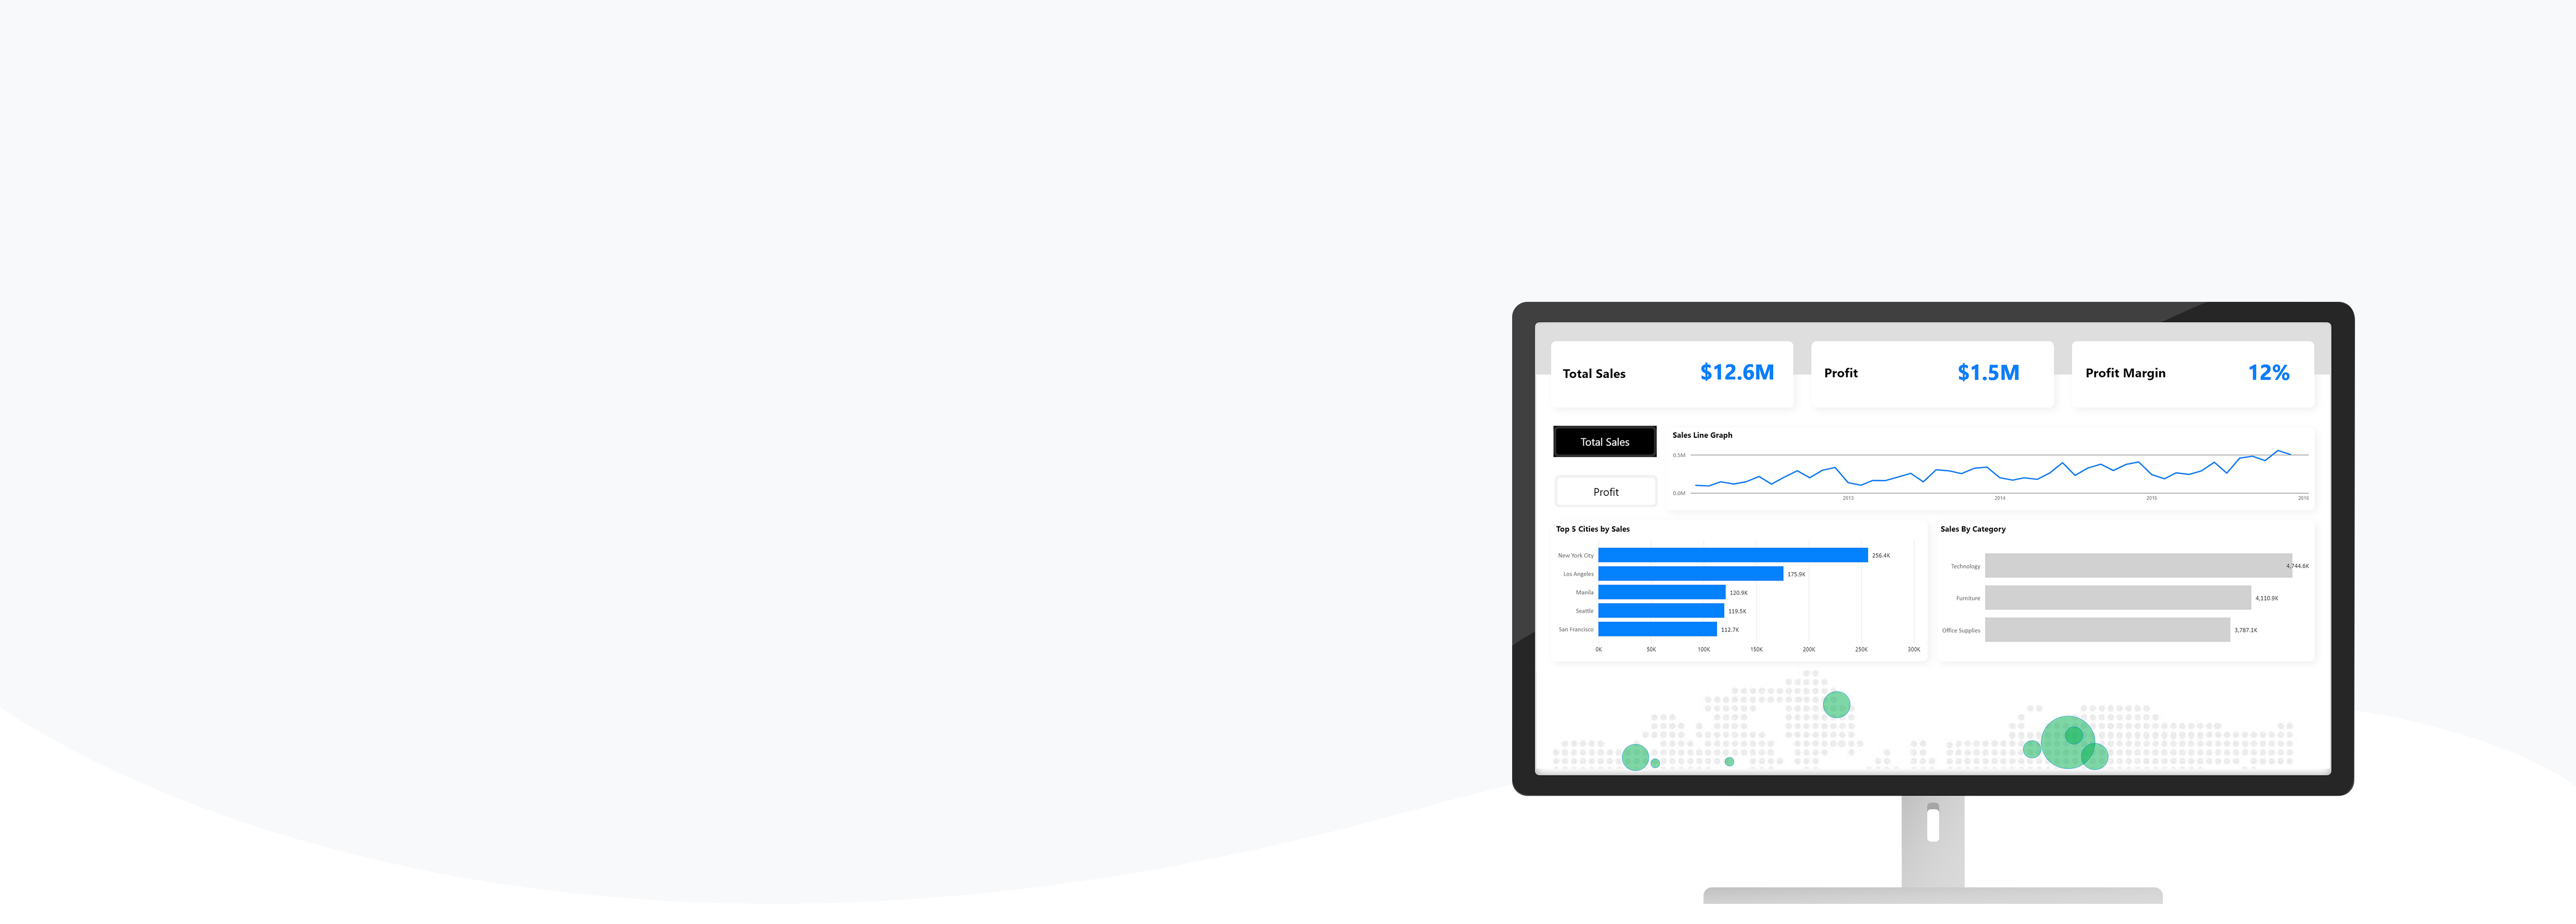 Total Sales $12.6M
Profit $1.5M
Profit Margin 12%
Total Sales
Profit
Sales Line Graph
0.5M
0.0M
2013 2014 2015 2016
Top 5 Cities by Sales
New York City 256.4K
Los Angeles 175.9K
Manila 120.9K
Seattle 119.5K
San Francisco 112.7K
0K 50K 100K 150K 200K 250K 300K
Sales By Category
Technology 4,744.6K
Furniture 4,110.9K
Office Supplies 3,787.1K